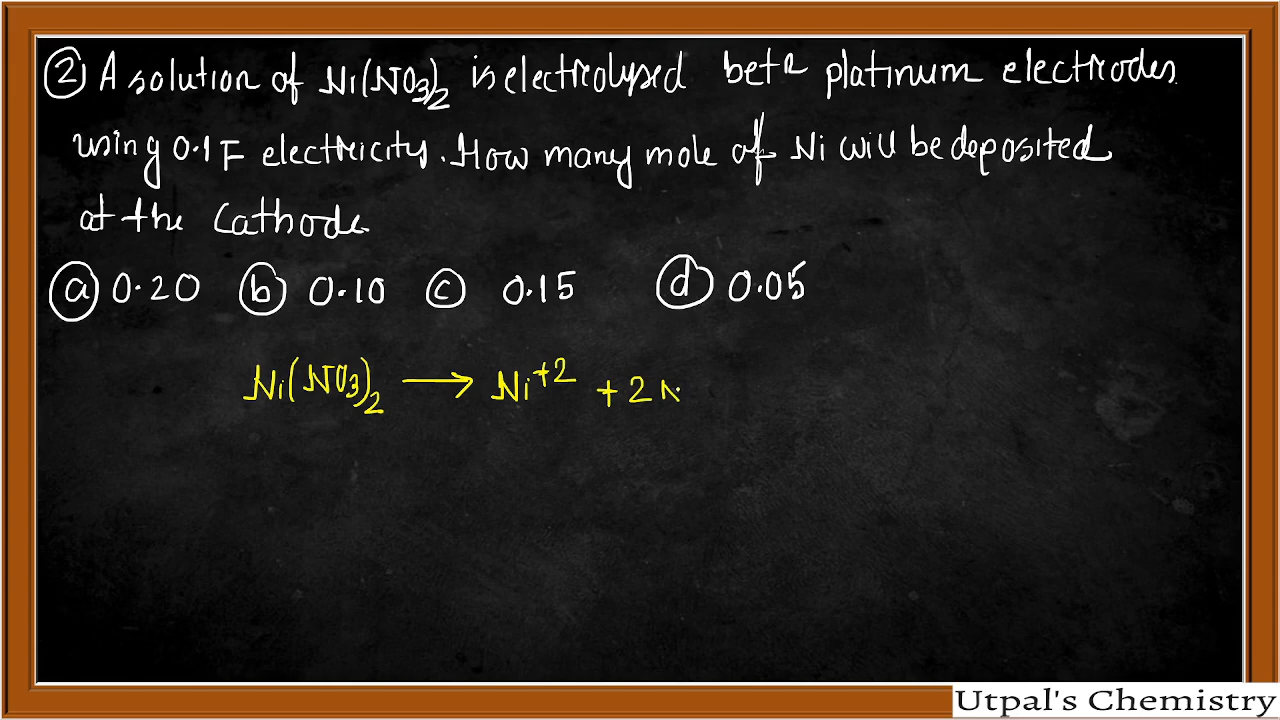 ② A solution of Ni(NO3)2 is electrolysed betn platinum electrodes
using 0.1 F electricity. How many mole of Ni will be deposited
at the cathode
ⓐ 0.20 ⓑ 0.10 ⓒ 0.15 ⓓ 0.05
Ni(NO3)2 → Ni+2 + 2N
Utpal's Chemistry